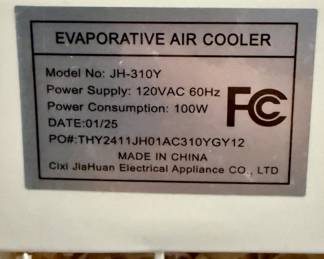 EVAPORATIVE AIR COOLER
Model No: JH-310Y
Power Supply: 120VAC 60Hz
Power Consumption: 100W
FC
DATE:01/25
PO#:THY2411JH01AC310YGY12
MADE IN CHINA
Cixi JiaHuan Electrical Appliance CO., LTD